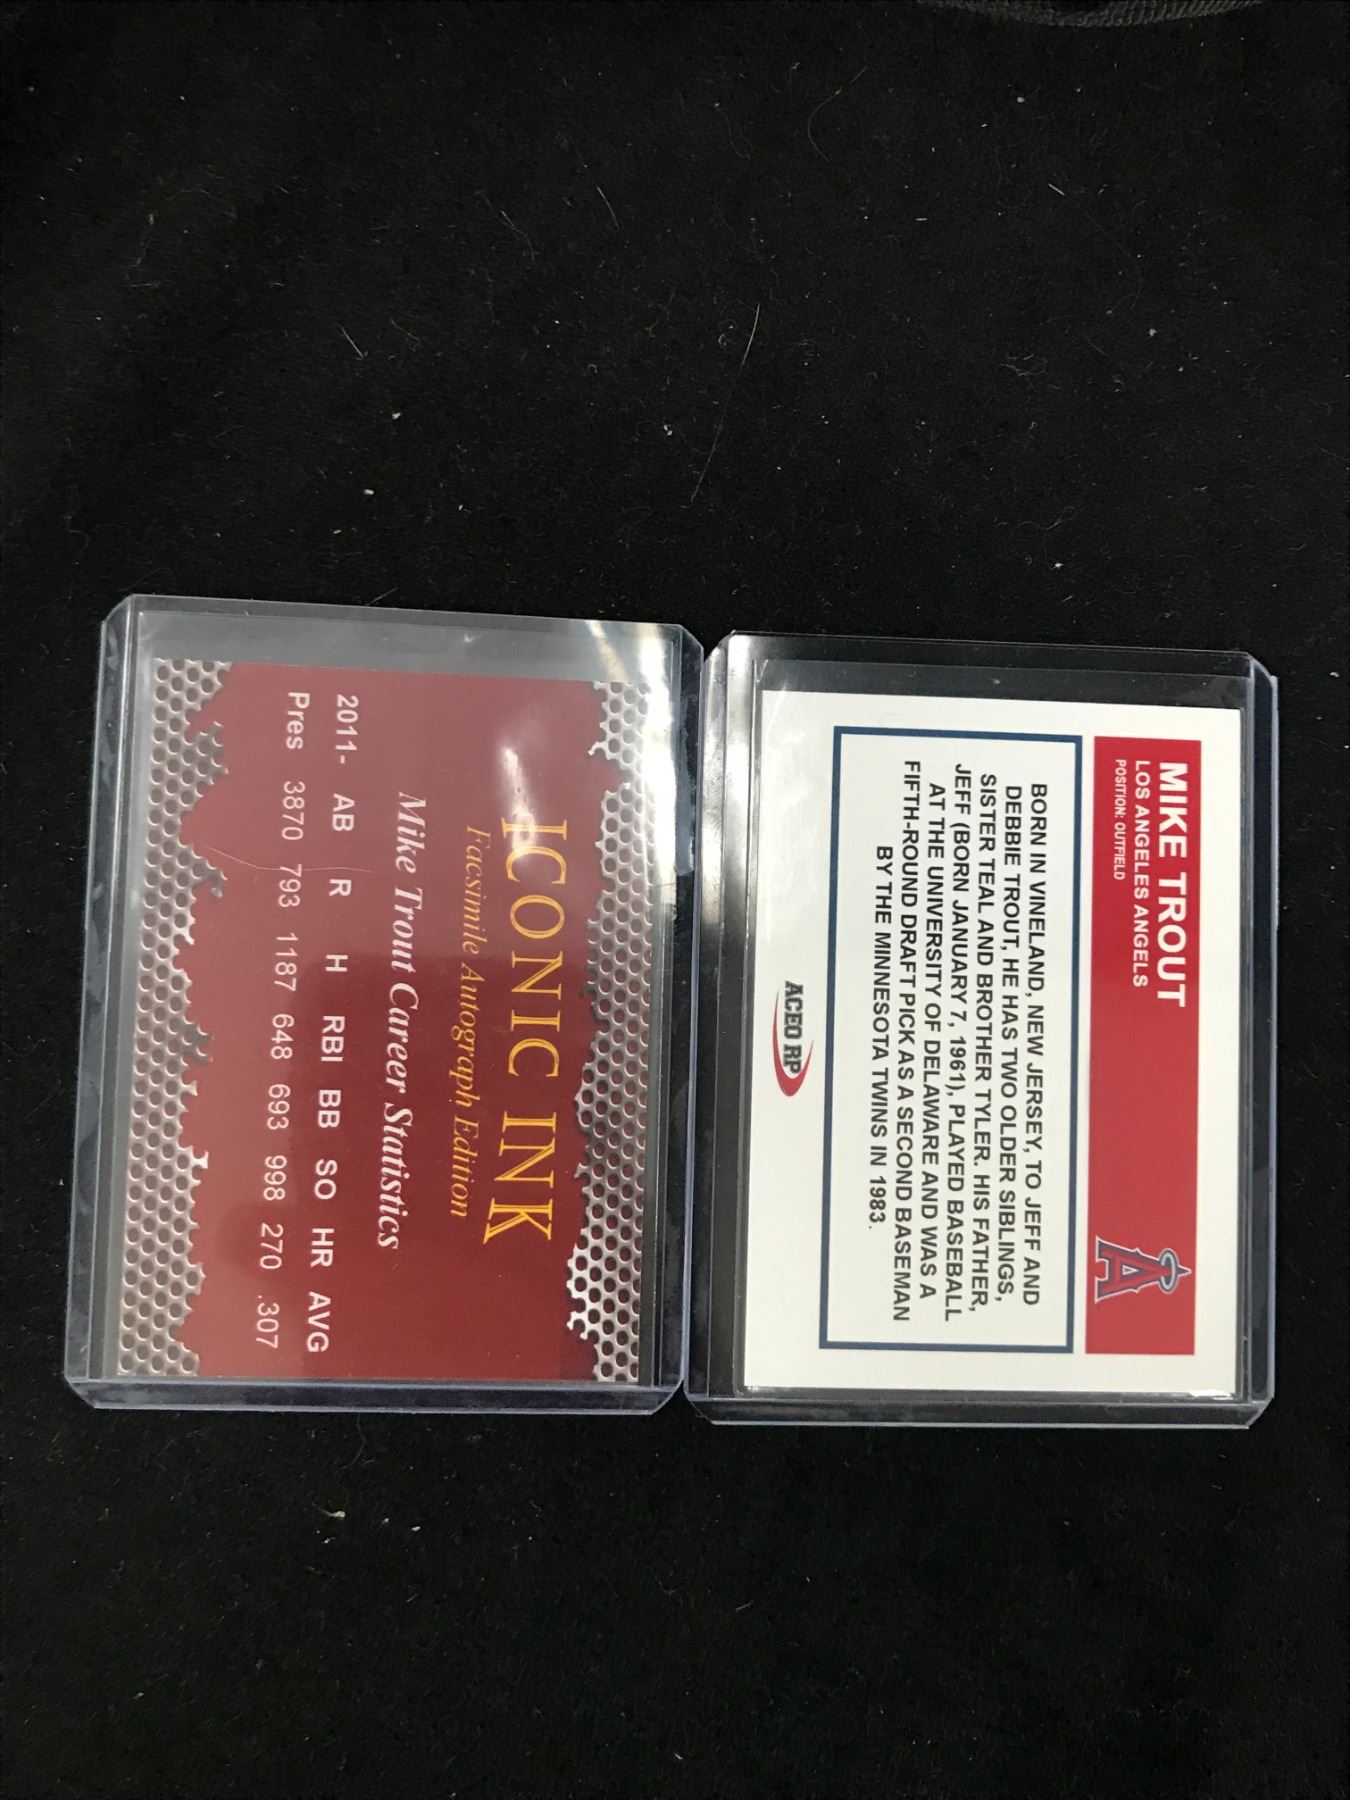 MIKE TROUT
LOS ANGELES ANGELS
POSITION: OUTFIELD
A
BORN IN VINELAND, NEW JERSEY, TO JEFF AND
DEBBIE TROUT, HE HAS TWO OLDER SIBLINGS,
SISTER TEAL AND BROTHER TYLER. HIS FATHER,
JEFF (BORN JANUARY 7, 1961), PLAYED BASEBALL
AT THE UNIVERSITY OF DELAWARE AND WAS A
FIFTH-ROUND DRAFT PICK AS A SECOND BASEMAN
BY THE MINNESOTA TWINS IN 1983.
ACEO RP
ICONIC INK
Facsimile Autograph Edition
Mike Trout Career Statistics
2011- AB R H RBI BB SO HR AVG
Pres 3870 793 1187 648 693 998 270 .307